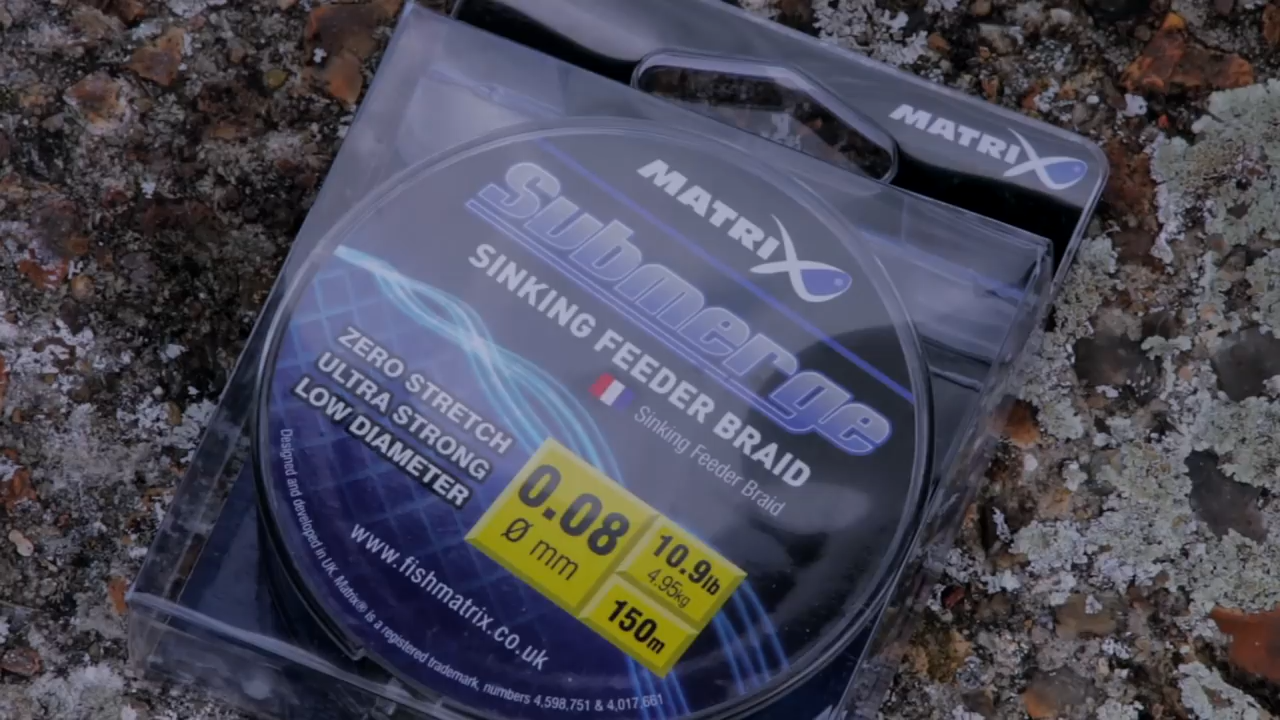 MATRIX
MATRIX
Submerge
SINKING FEEDER BRAID
Sinking Feeder Braid
ZERO STRETCH
ULTRA STRONG
LOW DIAMETER
0.08
Ø mm
10.9lb
4.95kg
150m
www.fishmatrix.co.uk
Designed and developed in UK. Matrix® is a registered trademark, numbers 4,598,751 & 4,017,661